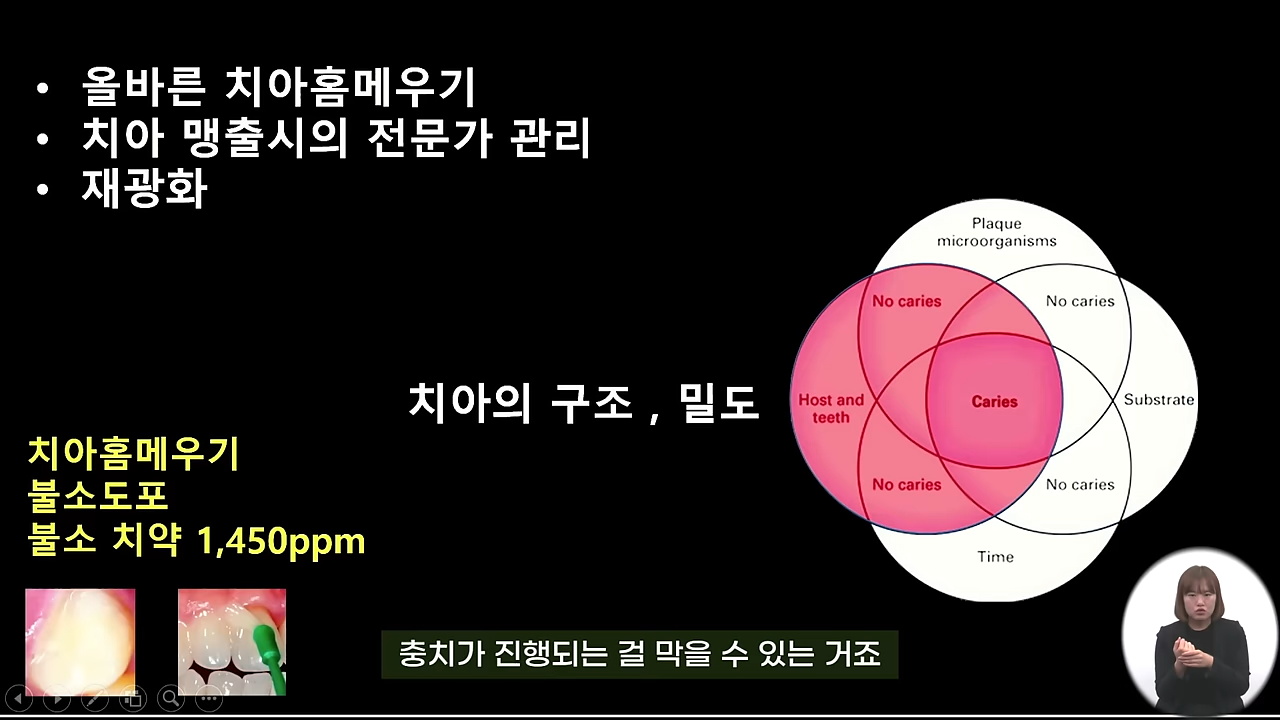 • 올바른 치아홈메우기
• 치아 맹출시의 전문가 관리
• 재광화
Plaque
microorganisms
No caries
No caries
치아의 구조 , 밀도
Host and
teeth
Caries
Substrate
치아홈메우기
불소도포
불소 치약 1,450ppm
No caries
No caries
Time
충치가 진행되는 걸 막을 수 있는 거죠